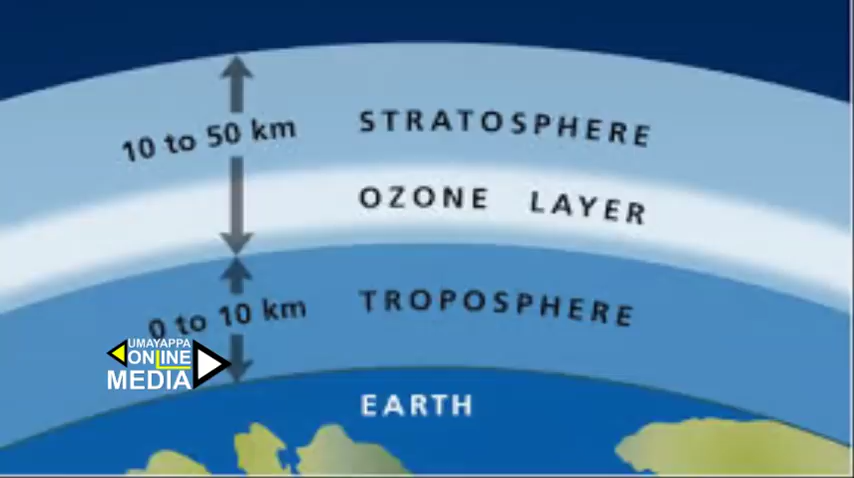 STRATOSPHERE
10 to 50 km
OZONE LAYER
TROPOSPHERE
0 to 10 km
UMAYAPPA
ONLINE
MEDIA
EARTH